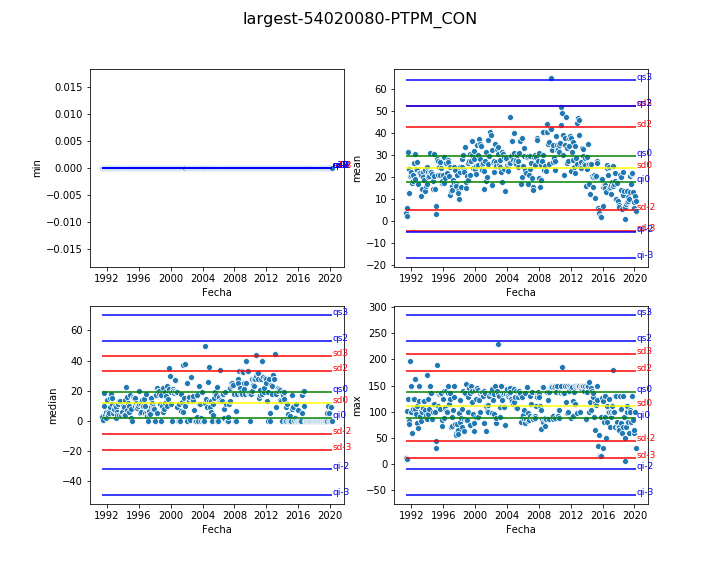 largest-54020080-PTPM_CON
0.015
0.010
0.005
0.000
−0.005
−0.010
−0.015
min
1992 1996 2000 2004 2008 2012 2016 2020
Fecha
60
50
40
30
20
10
0
−10
−20
mean
qs3
sd2
qs0
sd0
qi0
sd-2
qi-3
1992 1996 2000 2004 2008 2012 2016 2020
Fecha
60
40
20
0
−20
−40
median
qs3
qs2
sd3
sd2
qs0
sd0
qi0
sd-2
sd-3
qi-2
qi-3
1992 1996 2000 2004 2008 2012 2016 2020
Fecha
300
250
200
150
100
50
0
−50
max
qs3
qs2
sd3
sd2
qs0
sd0
qi0
sd-2
sd-3
qi-2
qi-3
1992 1996 2000 2004 2008 2012 2016 2020
Fecha